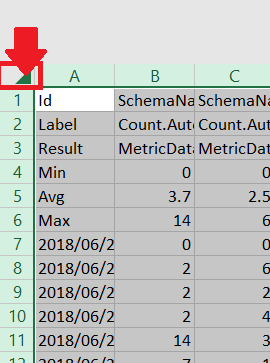 A B C
1 Id SchemaNa SchemaNa
2 Label Count.Aut Count.Aut
3 Result MetricDat MetricDat
4 Min 0 0
5 Avg 3.7 2.5
6 Max 14 6
7 2018/06/2 0 0
8 2018/06/2 2 6
9 2018/06/2 2 2
10 2018/06/2 2 4
11 2018/06/2 14 3